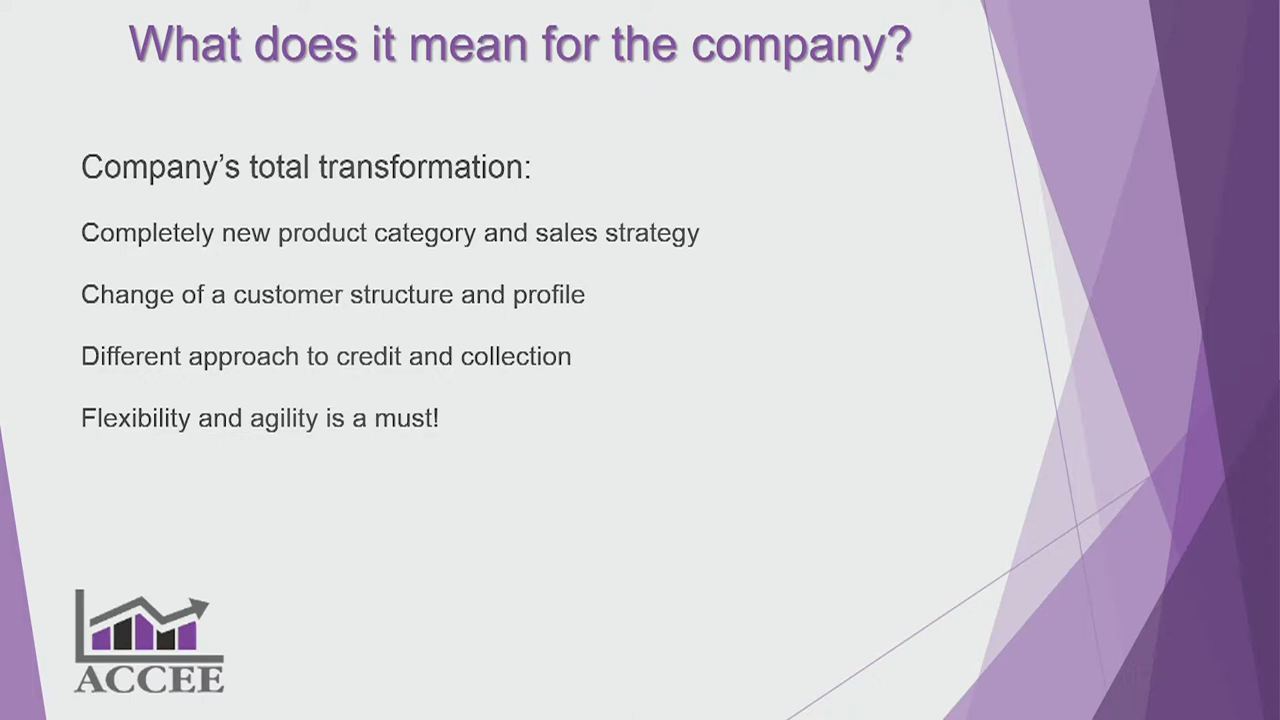 What does it mean for the company?
Company’s total transformation:
Completely new product category and sales strategy
Change of a customer structure and profile
Different approach to credit and collection
Flexibility and agility is a must!
ACCEE